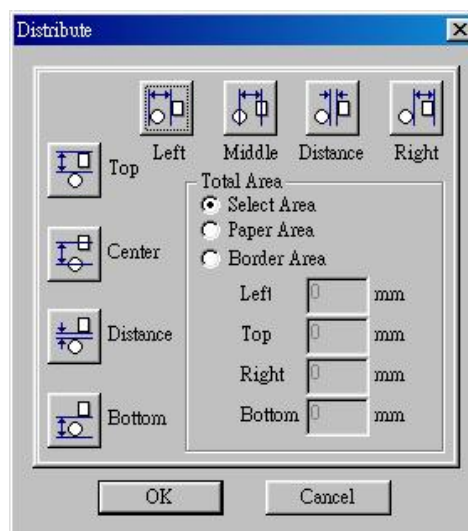 Distribute
Left Middle Distance Right
Top
Total Area
Select Area
Paper Area
Center
Border Area
Left 0 mm
Distance
Top 0 mm
Right 0 mm
Bottom
Bottom 0 mm
OK Cancel